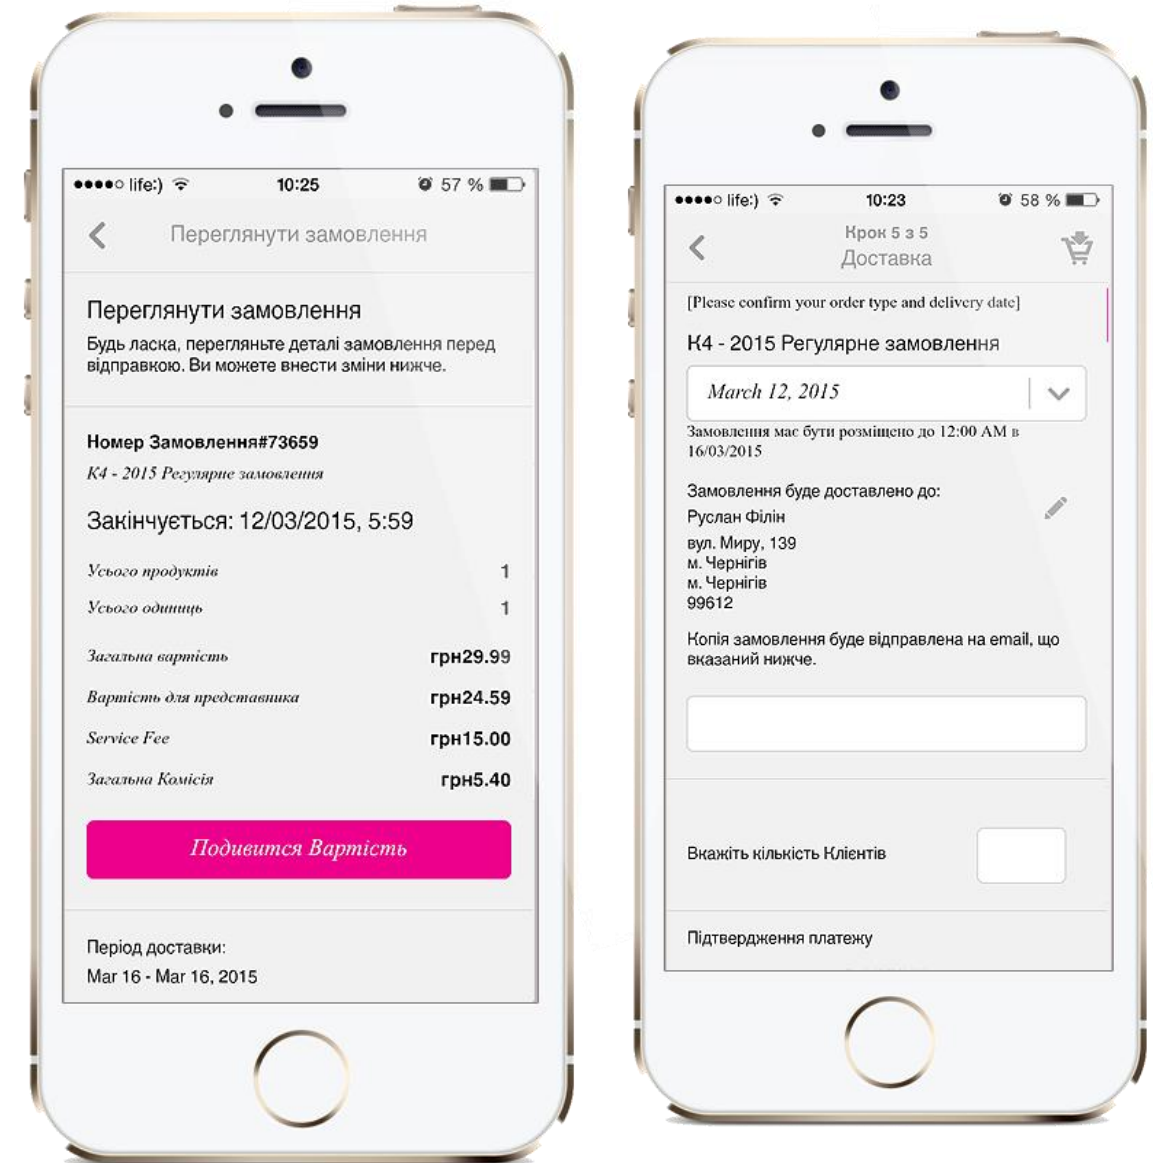 life:)
10:25
57 %
Переглянути замовлення
Переглянути замовлення
Будь ласка, перегляньте деталі замовлення перед
відправкою. Ви можете внести зміни нижче.
Номер Замовлення#73659
К4 - 2015 Регулярне замовлення
Закінчується: 12/03/2015, 5:59
Усього продуктів 1
Усього одиниць 1
Загальна вартість грн29.99
Вартість для представника грн24.59
Service Fee грн15.00
Загальна Комісія грн5.40
Подивитися Вартість
Період доставки:
Mar 16 - Mar 16, 2015
life:)
10:23
58 %
Крок 5 з 5
Доставка
[Please confirm your order type and delivery date]
К4 - 2015 Регулярне замовлення
March 12, 2015
Замовлення має бути розміщено до 12:00 AM в
16/03/2015
Замовлення буде доставлено до:
Руслан Філін
вул. Миру, 139
м. Чернігів
м. Чернігів
99612
Копія замовлення буде відправлена на email, що
вказаний нижче.
Вкажіть кількість Клієнтів
Підтвердження платежу